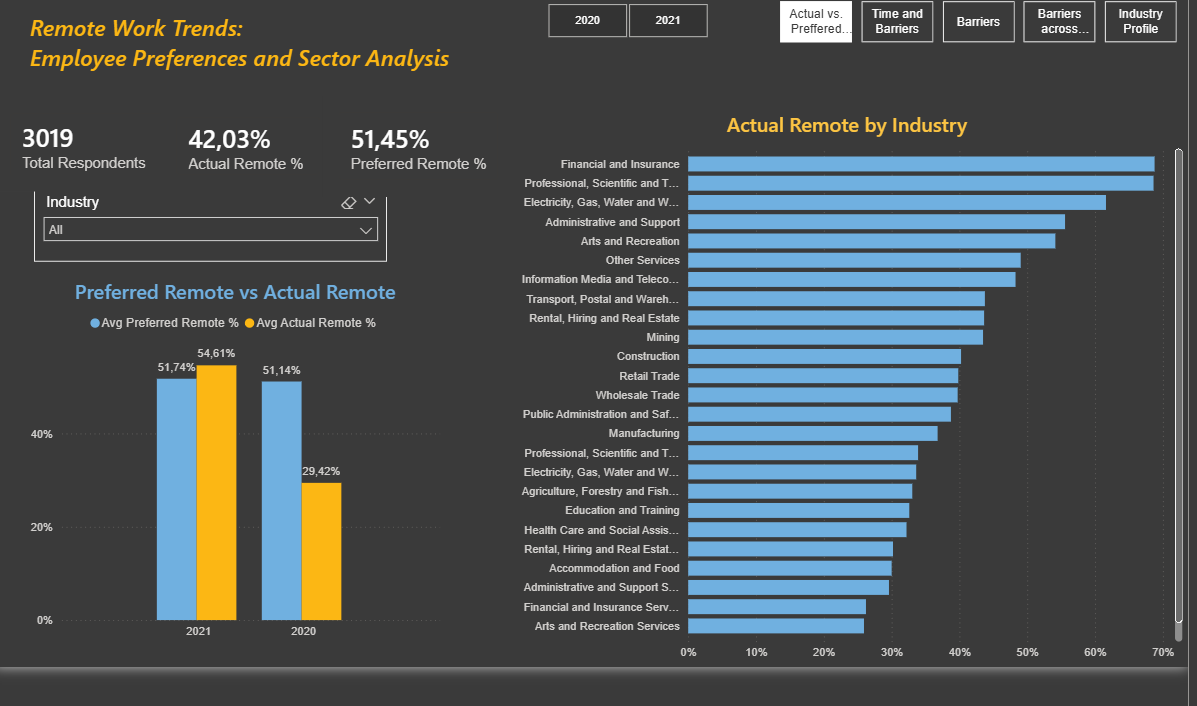 Remote Work Trends:
Employee Preferences and Sector Analysis
2020
2021
Actual vs.
Preffered...
Time and
Barriers
Barriers
Barriers
across...
Industry
Profile
3019
Total Respondents
42,03%
Actual Remote %
51,45%
Preferred Remote %
Industry
All
Preferred Remote vs Actual Remote
Avg Preferred Remote %
Avg Actual Remote %
51,74%
54,61%
51,14%
29,42%
40%
20%
0%
2021
2020
Actual Remote by Industry
Financial and Insurance
Professional, Scientific and T...
Electricity, Gas, Water and W...
Administrative and Support
Arts and Recreation
Other Services
Information Media and Teleco...
Transport, Postal and Wareh...
Rental, Hiring and Real Estate
Mining
Construction
Retail Trade
Wholesale Trade
Public Administration and Saf...
Manufacturing
Professional, Scientific and T...
Electricity, Gas, Water and W...
Agriculture, Forestry and Fish...
Education and Training
Health Care and Social Assis...
Rental, Hiring and Real Estat...
Accommodation and Food
Administrative and Support S...
Financial and Insurance Serv...
Arts and Recreation Services
0%
10%
20%
30%
40%
50%
60%
70%